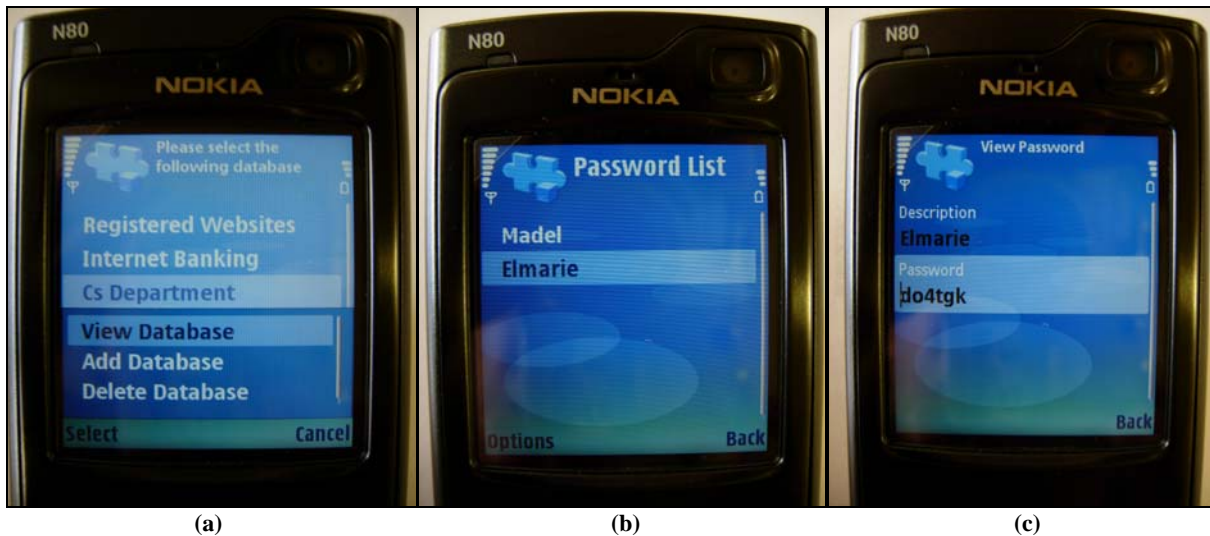 N80
NOKIA
Please select the
following database
Registered Websites
Internet Banking
Cs Department
View Database
Add Database
Delete Database
Select Cancel
(a)
N80
NOKIA
Password List
Madel
Elmarie
Options Back
(b)
N80
NOKIA
View Password
Description
Elmarie
Password
do4tgk
Back
(c)